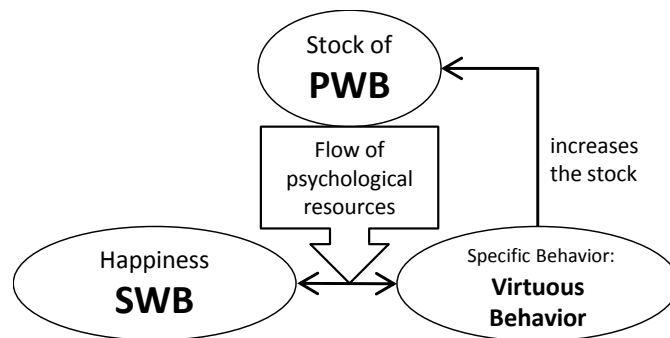 Stock of
PWB
Flow of
psychological
resources
increases
the stock
Happiness
SWB
Specific Behavior:
Virtuous
Behavior